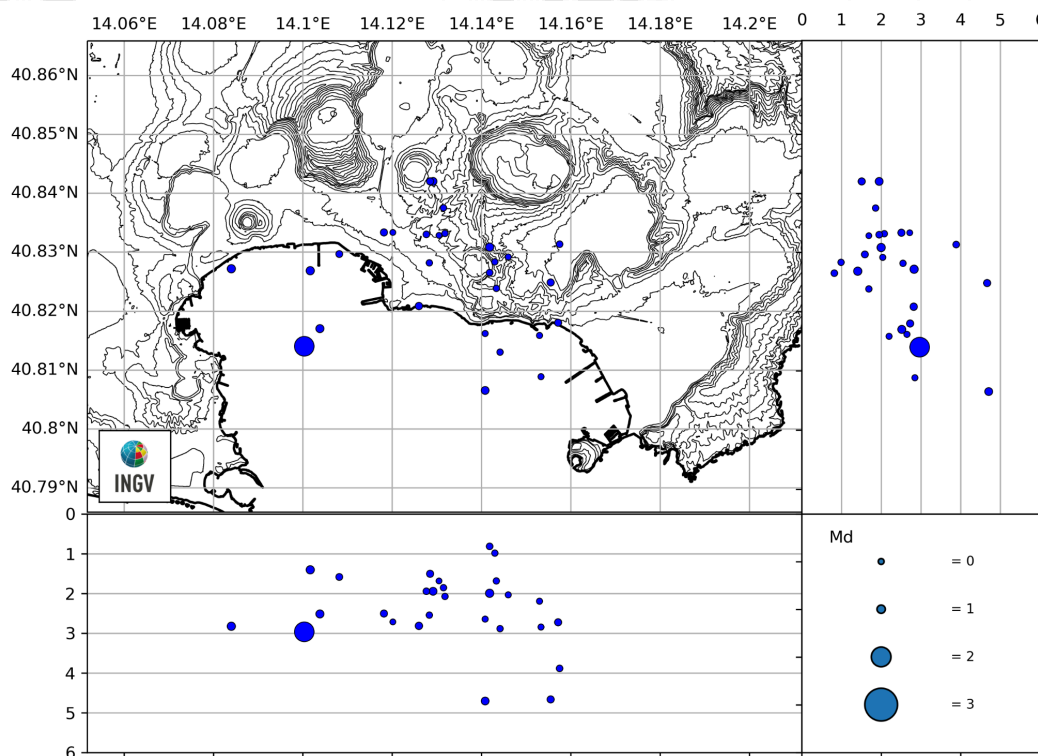 14.06°E 14.08°E 14.1°E 14.12°E 14.14°E 14.16°E 14.18°E 14.2°E 0 1 2 3 4 5 6
40.86°N
40.85°N
40.84°N
40.83°N
40.82°N
40.81°N
40.8°N
40.79°N
INGV
0
1
2
3
4
5
6
Md
= 0
= 1
= 2
= 3